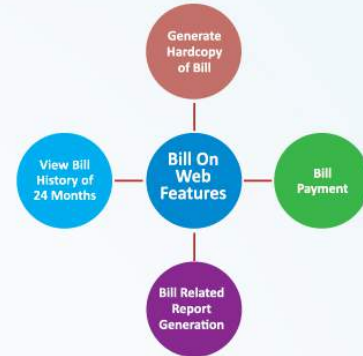 Generate
Hardcopy
of Bill
View Bill
History of
24 Months
Bill On
Web
Features
Bill
Payment
Bill Related
Report
Generation